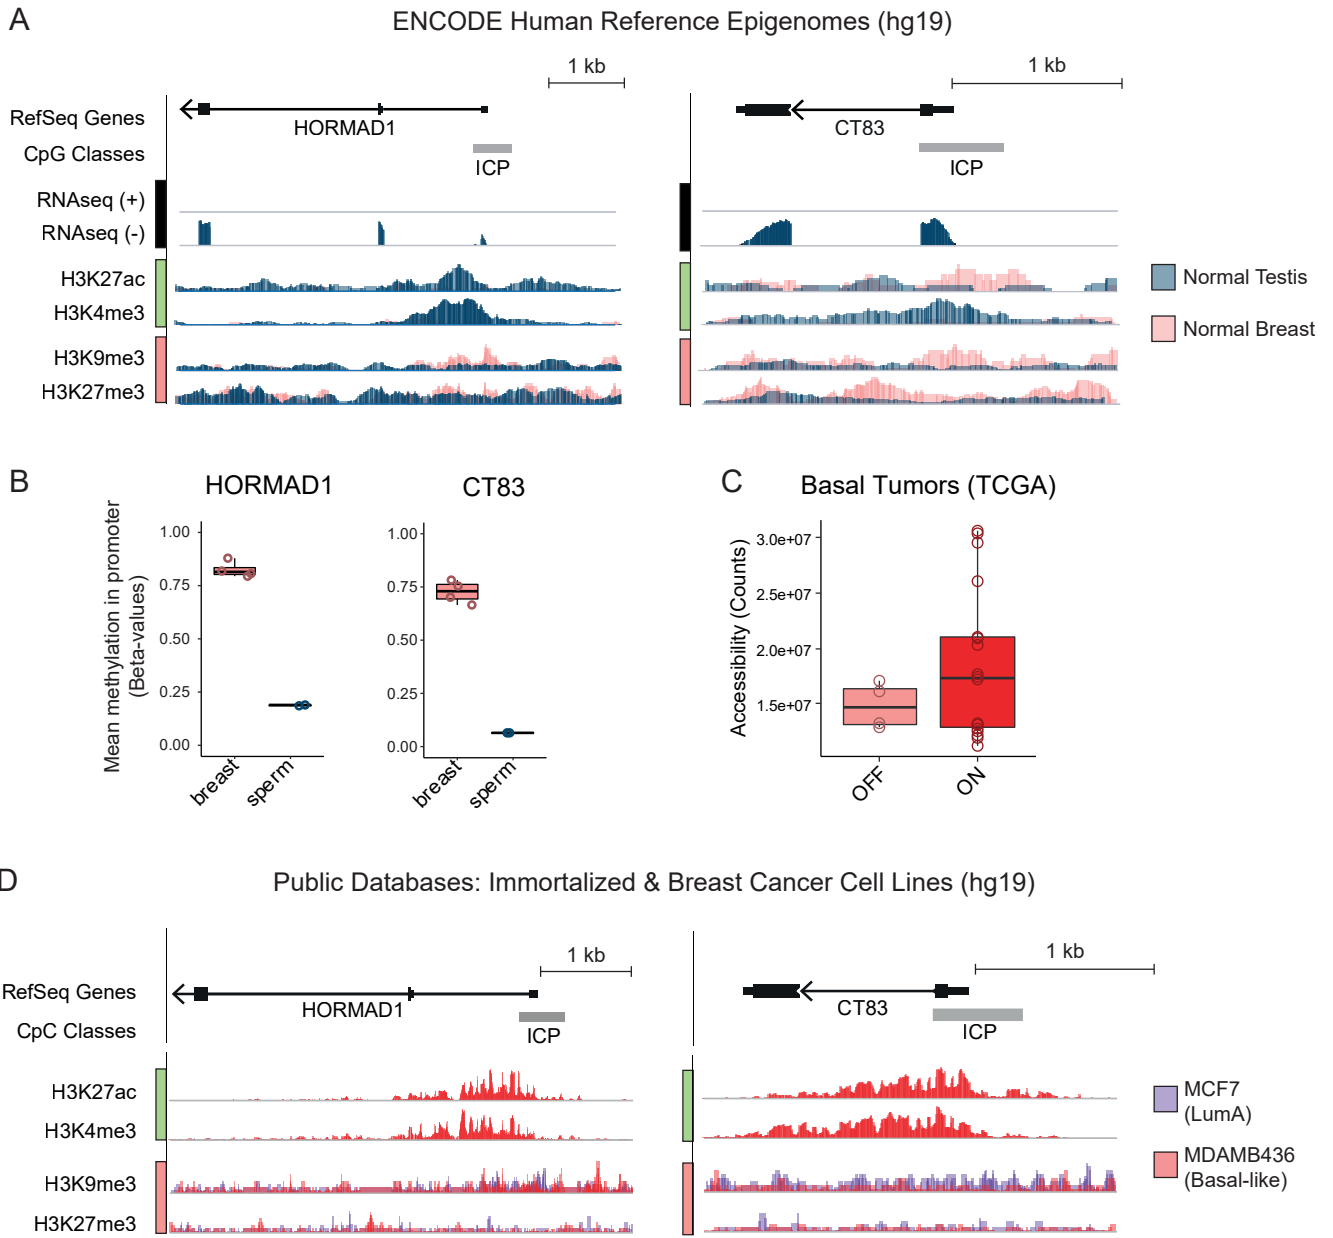 A
ENCODE Human Reference Epigenomes (hg19)
1 kb
1 kb
RefSeq Genes
HORMAD1
CT83
CpG Classes
ICP
ICP
RNAseq (+)
RNAseq (-)
H3K27ac
H3K4me3
H3K9me3
H3K27me3
Normal Testis
Normal Breast
B
HORMAD1
CT83
Mean methylation in promoter
(Beta-values)
1.00
0.75
0.50
0.25
0.00
breast
sperm
1.00
0.75
0.50
0.25
0.00
breast
sperm
C
Basal Tumors (TCGA)
Accessibility (Counts)
3.0e+07
2.5e+07
2.0e+07
1.5e+07
OFF
ON
D
Public Databases: Immortalized & Breast Cancer Cell Lines (hg19)
1 kb
1 kb
RefSeq Genes
HORMAD1
CT83
CpC Classes
ICP
ICP
H3K27ac
H3K4me3
H3K9me3
H3K27me3
MCF7
(LumA)
MDAMB436
(Basal-like)